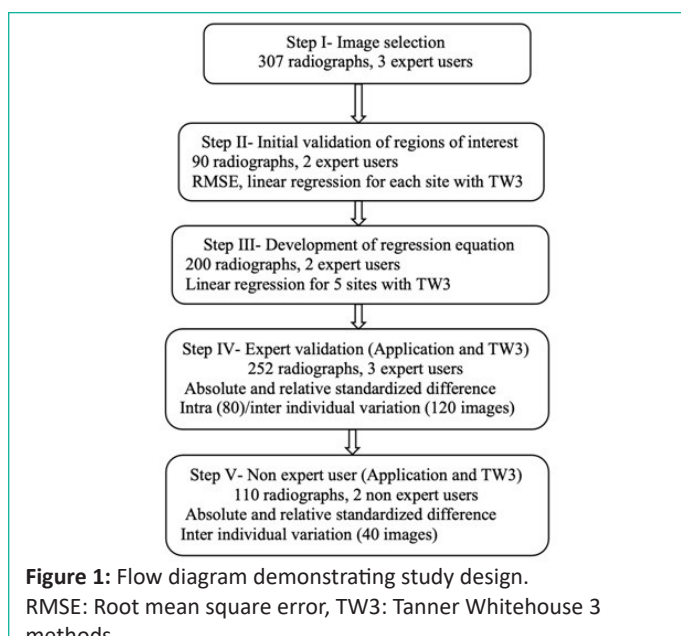 Step I- Image selection
307 radiographs, 3 expert users
Step II- Initial validation of regions of interest
90 radiographs, 2 expert users
RMSE, linear regression for each site with TW3
Step III- Development of regression equation
200 radiographs, 2 expert users
Linear regression for 5 sites with TW3
Step IV- Expert validation (Application and TW3)
252 radiographs, 3 expert users
Absolute and relative standardized difference
Intra (80)/inter individual variation (120 images)
Step V- Non expert user (Application and TW3)
110 radiographs, 2 non expert users
Absolute and relative standardized difference
Inter individual variation (40 images)
Figure 1: Flow diagram demonstrating study design.
RMSE: Root mean square error, TW3: Tanner Whitehouse 3
methods